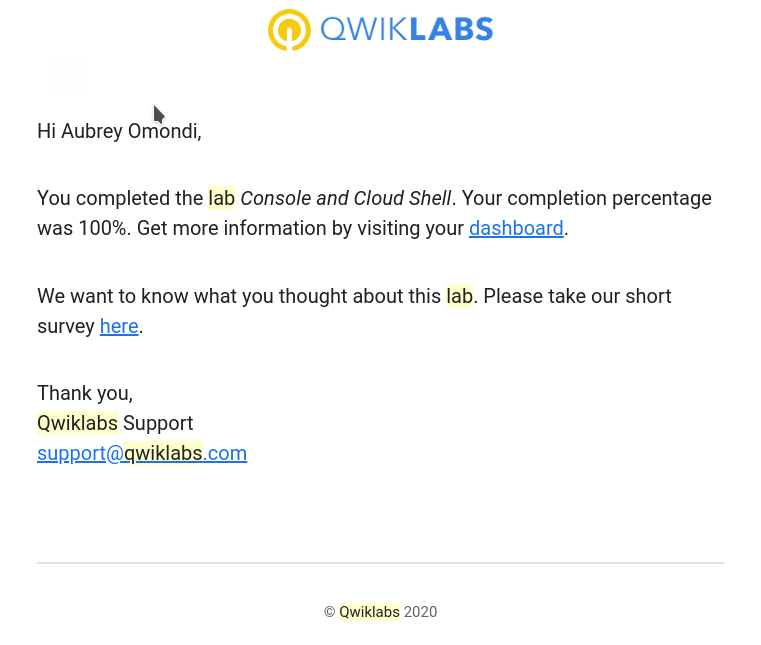 QWIKLABS
Hi Aubrey Omondi,
You completed the lab Console and Cloud Shell. Your completion percentage
was 100%. Get more information by visiting your dashboard.
We want to know what you thought about this lab. Please take our short
survey here.
Thank you,
Qwiklabs Support
support@qwiklabs.com
© Qwiklabs 2020